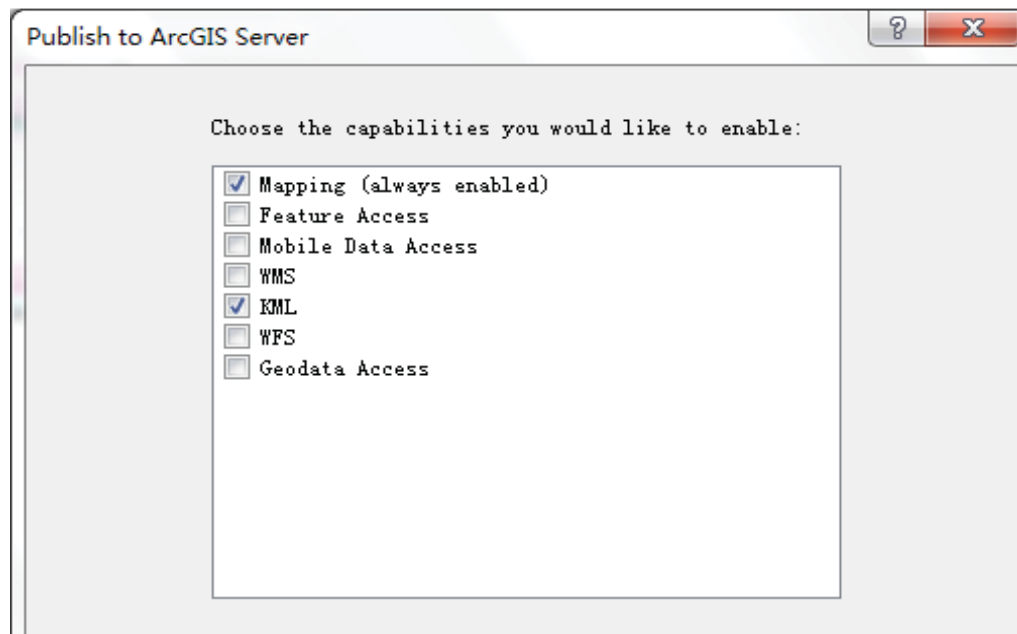 Publish to ArcGIS Server
?
Choose the capabilities you would like to enable:
Mapping (always enabled)
Feature Access
Mobile Data Access
WMS
KML
WFS
Geodata Access